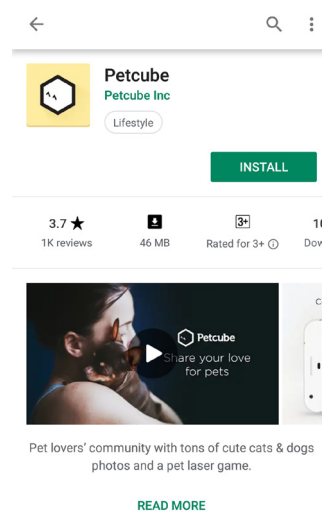 Petcube
Petcube Inc
Lifestyle
INSTALL
3.7 ★
1K reviews
46 MB
3+
Rated for 3+
Petcube
Share your love
for pets
Pet lovers' community with tons of cute cats & dogs
photos and a pet laser game.
READ MORE